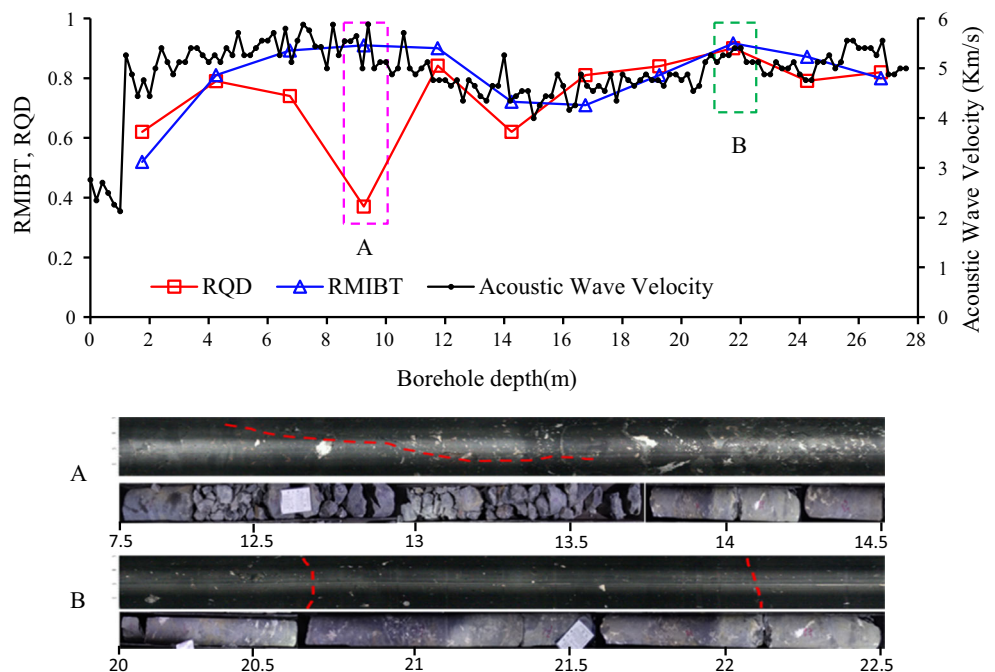 RMIBT, RQD
1
0.8
0.6
0.4
0.2
0
6
5
4
3
2
1
0
Acoustic Wave Velocity (Km/s)
A
B
RQD RMIBT Acoustic Wave Velocity
0 2 4 6 8 10 12 14 16 18 20 22 24 26 28
Borehole depth(m)
A
7.5 12.5 13 13.5 14 14.5
B
20 20.5 21 21.5 22 22.5